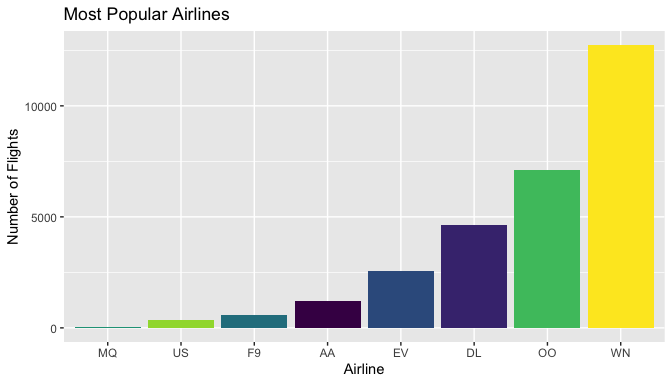 Most Popular Airlines
Number of Flights
10000
5000
0
MQ US F9 AA EV DL OO WN
Airline